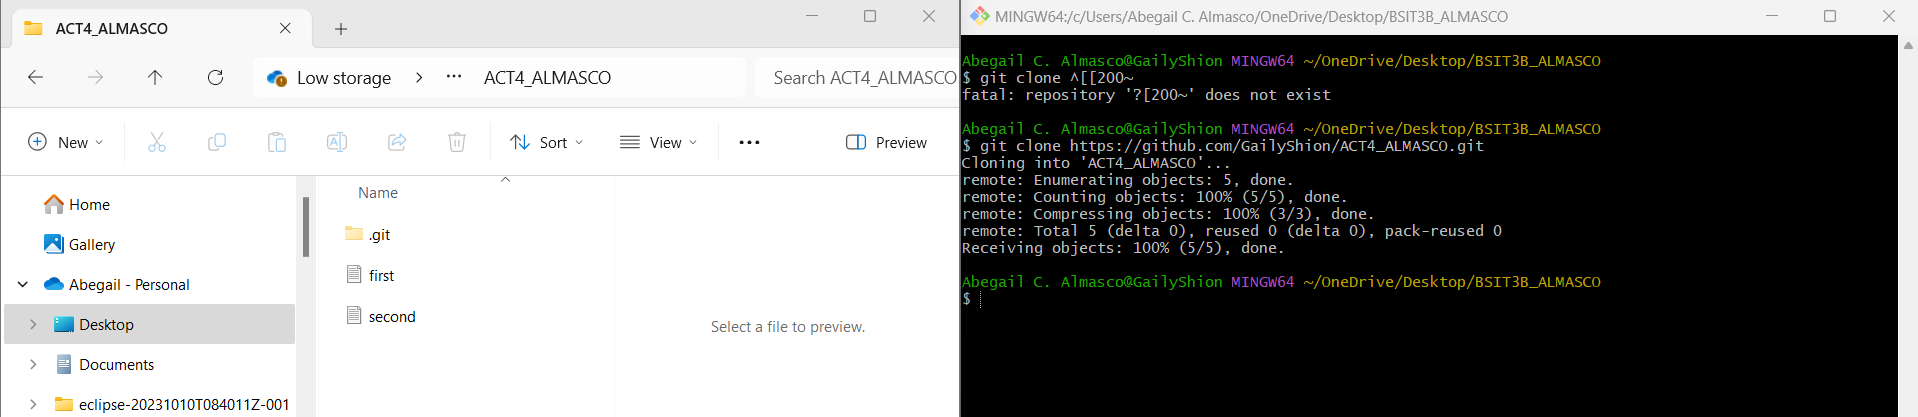 ACT4_ALMASCO
Low storage > ··· ACT4_ALMASCO
Search ACT4_ALMASCO
New
Sort
View
···
Preview
Home
Gallery
Abegail - Personal
Desktop
Documents
eclipse-20231010T084011Z-001
Name
.git
first
second
Select a file to preview.
MINGW64:/c/Users/Abegail C. Almasco/OneDrive/Desktop/BSIT3B_ALMASCO
Abegail C. Almasco@GailyShion MINGW64 ~/OneDrive/Desktop/BSIT3B_ALMASCO
$ git clone ^[[200~
fatal: repository '?[200~' does not exist
Abegail C. Almasco@GailyShion MINGW64 ~/OneDrive/Desktop/BSIT3B_ALMASCO
$ git clone https://github.com/GailyShion/ACT4_ALMASCO.git
Cloning into 'ACT4_ALMASCO'...
remote: Enumerating objects: 5, done.
remote: Counting objects: 100% (5/5), done.
remote: Compressing objects: 100% (3/3), done.
remote: Total 5 (delta 0), reused 0 (delta 0), pack-reused 0
Receiving objects: 100% (5/5), done.
Abegail C. Almasco@GailyShion MINGW64 ~/OneDrive/Desktop/BSIT3B_ALMASCO
$